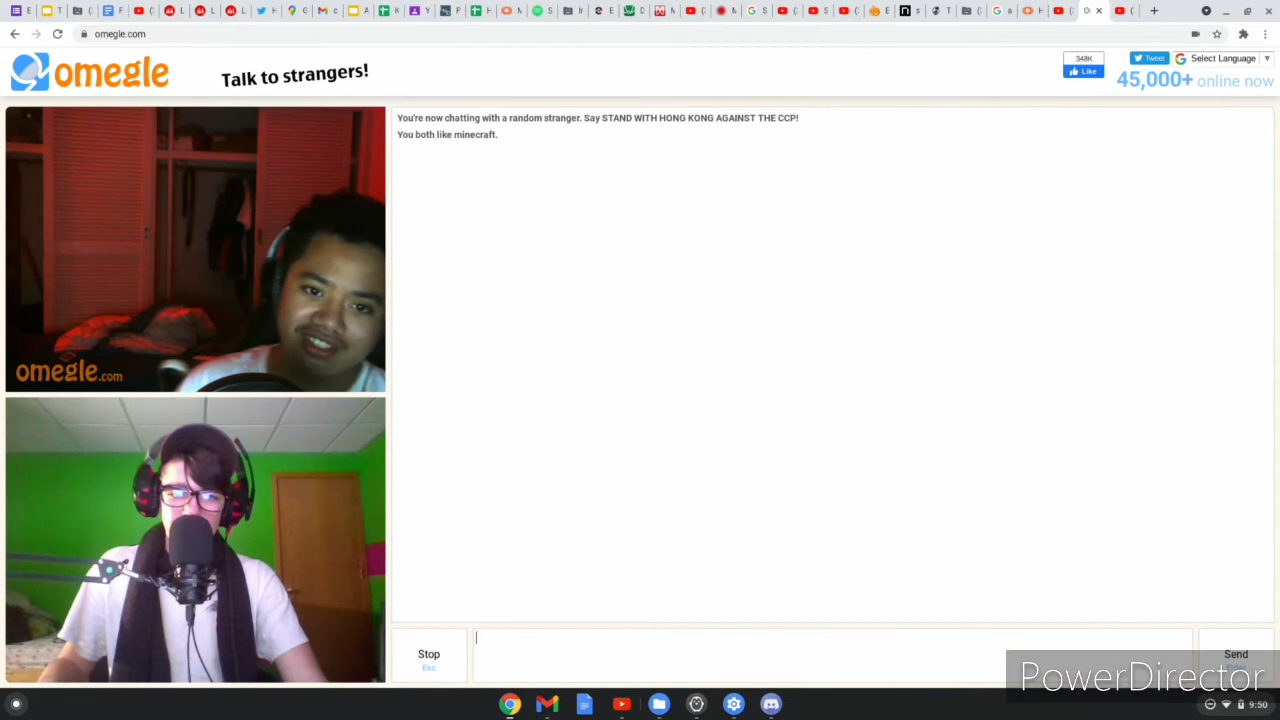 E
T
(
F
(
L
L
L
H
G
c
A
E
A
Y
P
H
M
S
Ir
E
D
M
(
M
G S
(
S
(
E
s
T
(
G a
H
(
O
(
omegle.com
omegle
Talk to strangers!
348K
Like
Tweet
Select Language
45,000+ online now
You're now chatting with a random stranger. Say STAND WITH HONG KONG AGAINST THE CCP!
You both like minecraft.
omegle.com
Stop
Esc
Send
Enter
PowerDirector
9:50